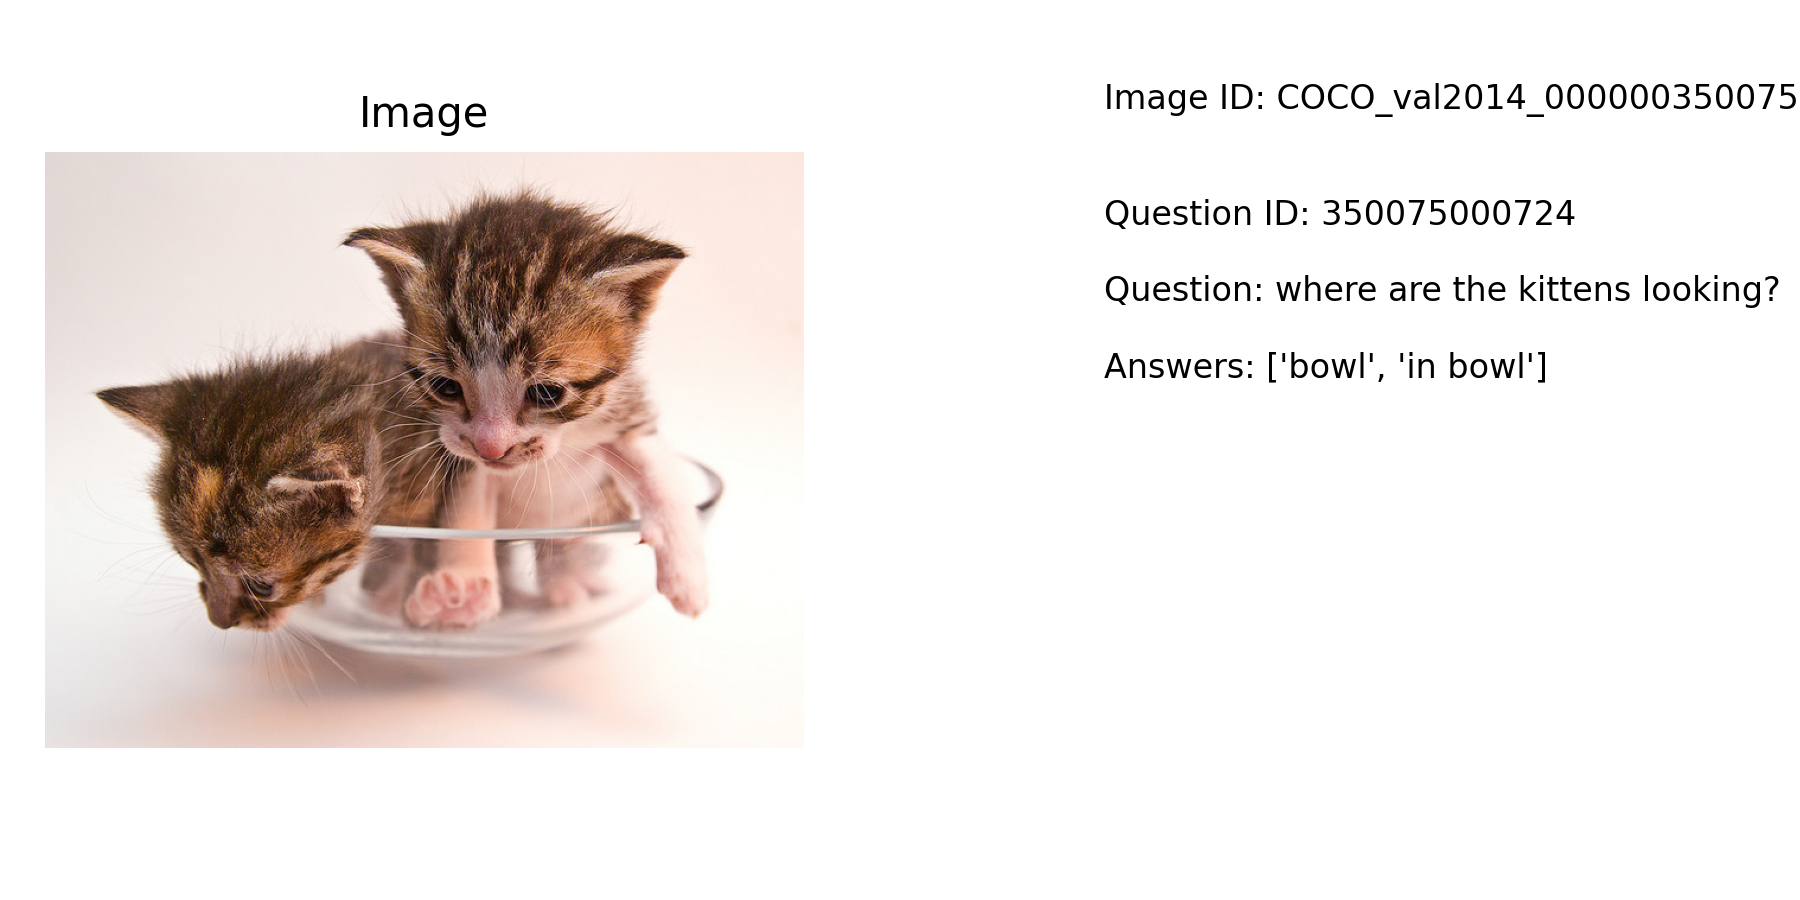 Image
Image ID: COCO_val2014_000000350075
Question ID: 350075000724
Question: where are the kittens looking?
Answers: ['bowl', 'in bowl']